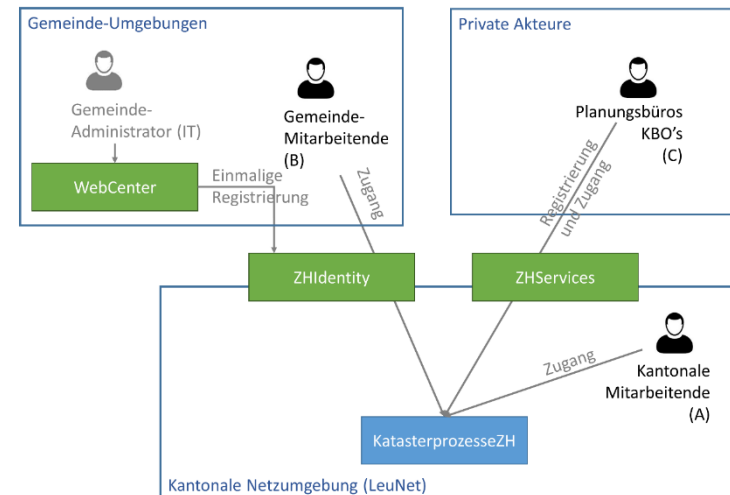 Gemeinde-Umgebungen
Gemeinde-
Administrator (IT)
WebCenter
Einmalige
Registrierung
Gemeinde-
Mitarbeitende
(B)
Zugang
Private Akteure
Planungsbüros
KBO's
(C)
Registrierung
und Zugang
ZHIdentity
ZHServices
Zugang
Kantonale
Mitarbeitende
(A)
KatasterprozesseZH
Kantonale Netzumgebung (LeuNet)